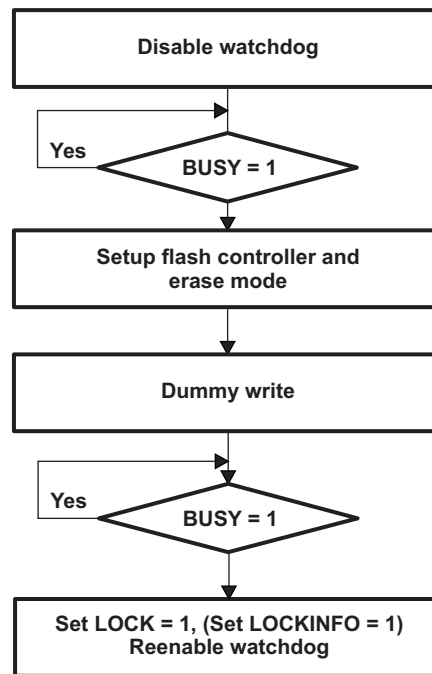 Disable watchdog
Yes
BUSY = 1
Setup flash controller and
erase mode
Dummy write
Yes
BUSY = 1
Set LOCK = 1, (Set LOCKINFO = 1)
Reenable watchdog